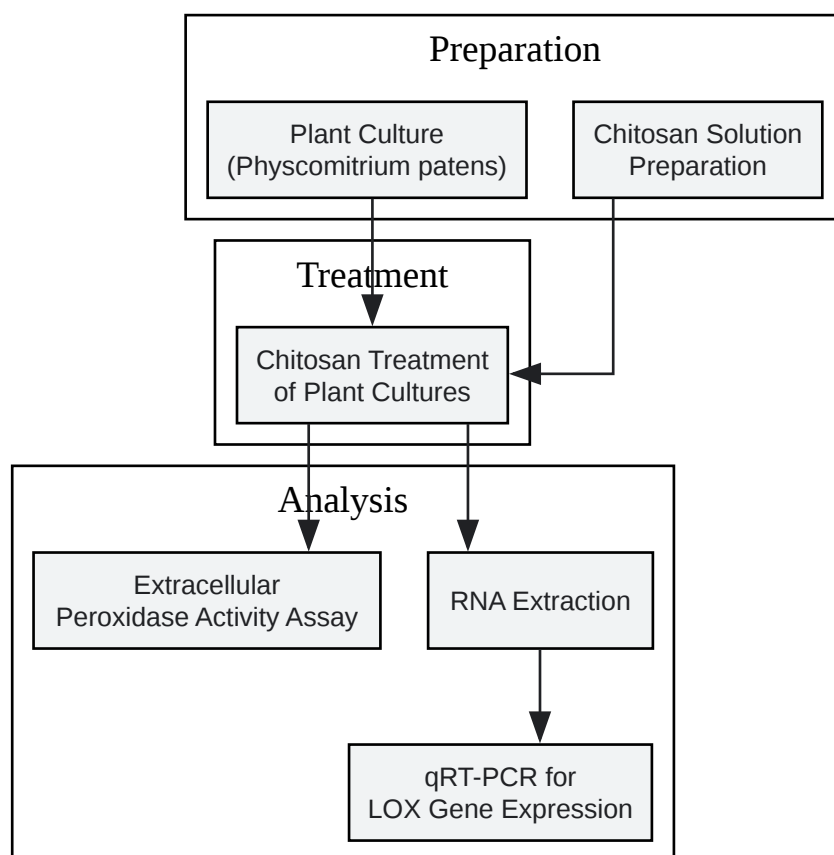 Preparation
Plant Culture
(Physcomitrium patens)
Chitosan Solution
Preparation
Treatment
Chitosan Treatment
of Plant Cultures
Analysis
Extracellular
Peroxidase Activity Assay
RNA Extraction
qRT-PCR for
LOX Gene Expression